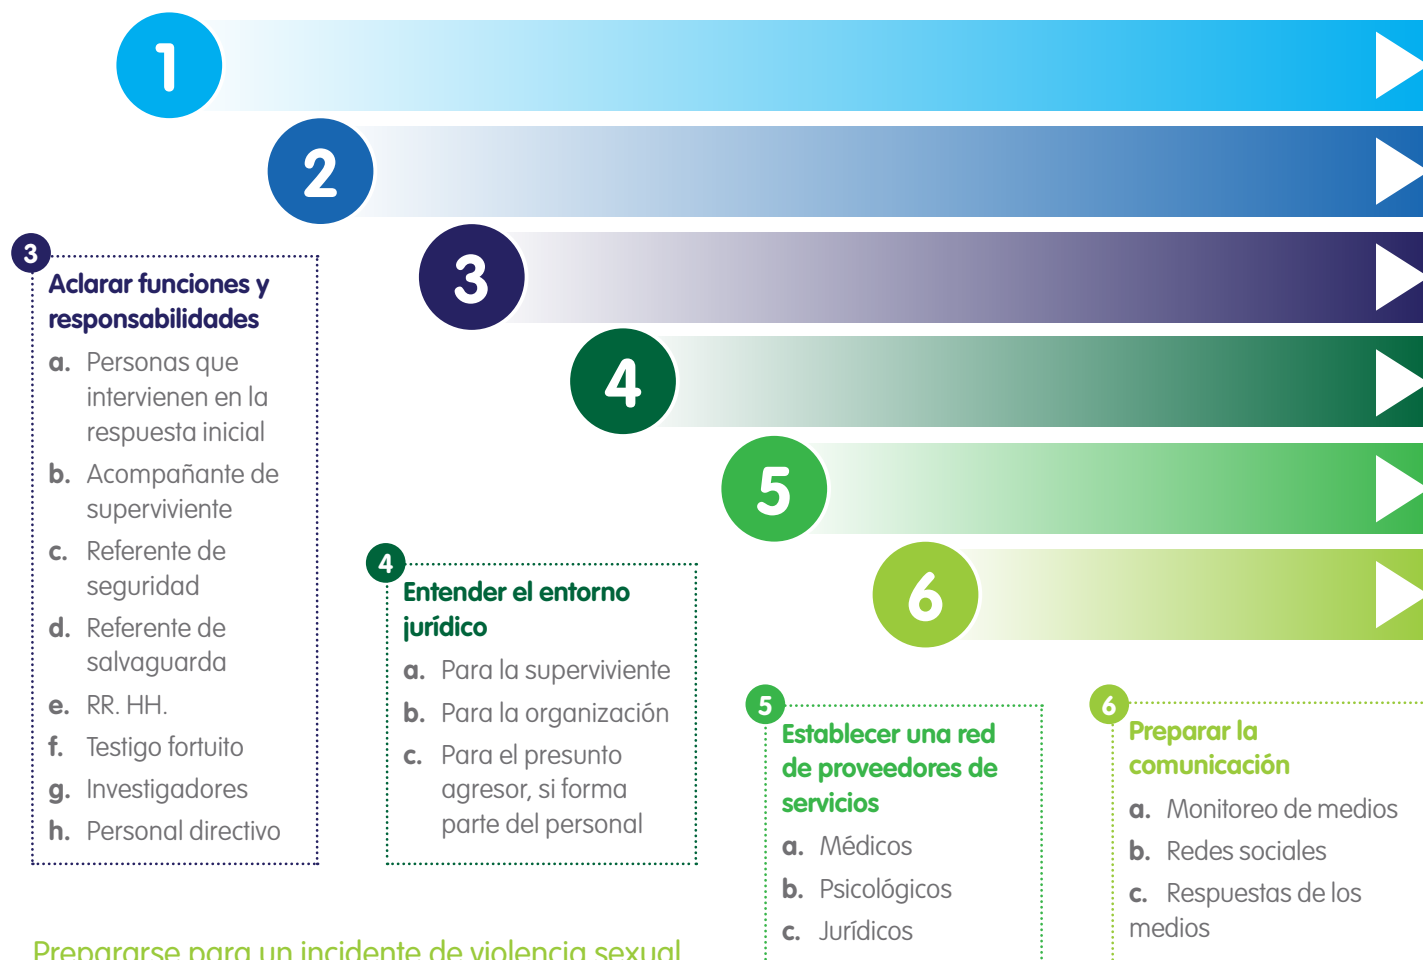 1
2
3
4
5
6
3
Aclarar funciones y
responsabilidades
a. Personas que
intervienen en la
respuesta inicial
b. Acompañante de
superviviente
c. Referente de
seguridad
d. Referente de
salvaguarda
e. RR. HH.
f. Testigo fortuito
g. Investigadores
h. Personal directivo
4
Entender el entorno
jurídico
a. Para la superviviente
b. Para la organización
c. Para el presunto
agresor, si forma
parte del personal
5
Establecer una red
de proveedores de
servicios
a. Médicos
b. Psicológicos
c. Jurídicos
6
Preparar la
comunicación
a. Monitoreo de medios
b. Redes sociales
c. Respuestas de los
medios
Prepararse para un incidente de violencia sexual